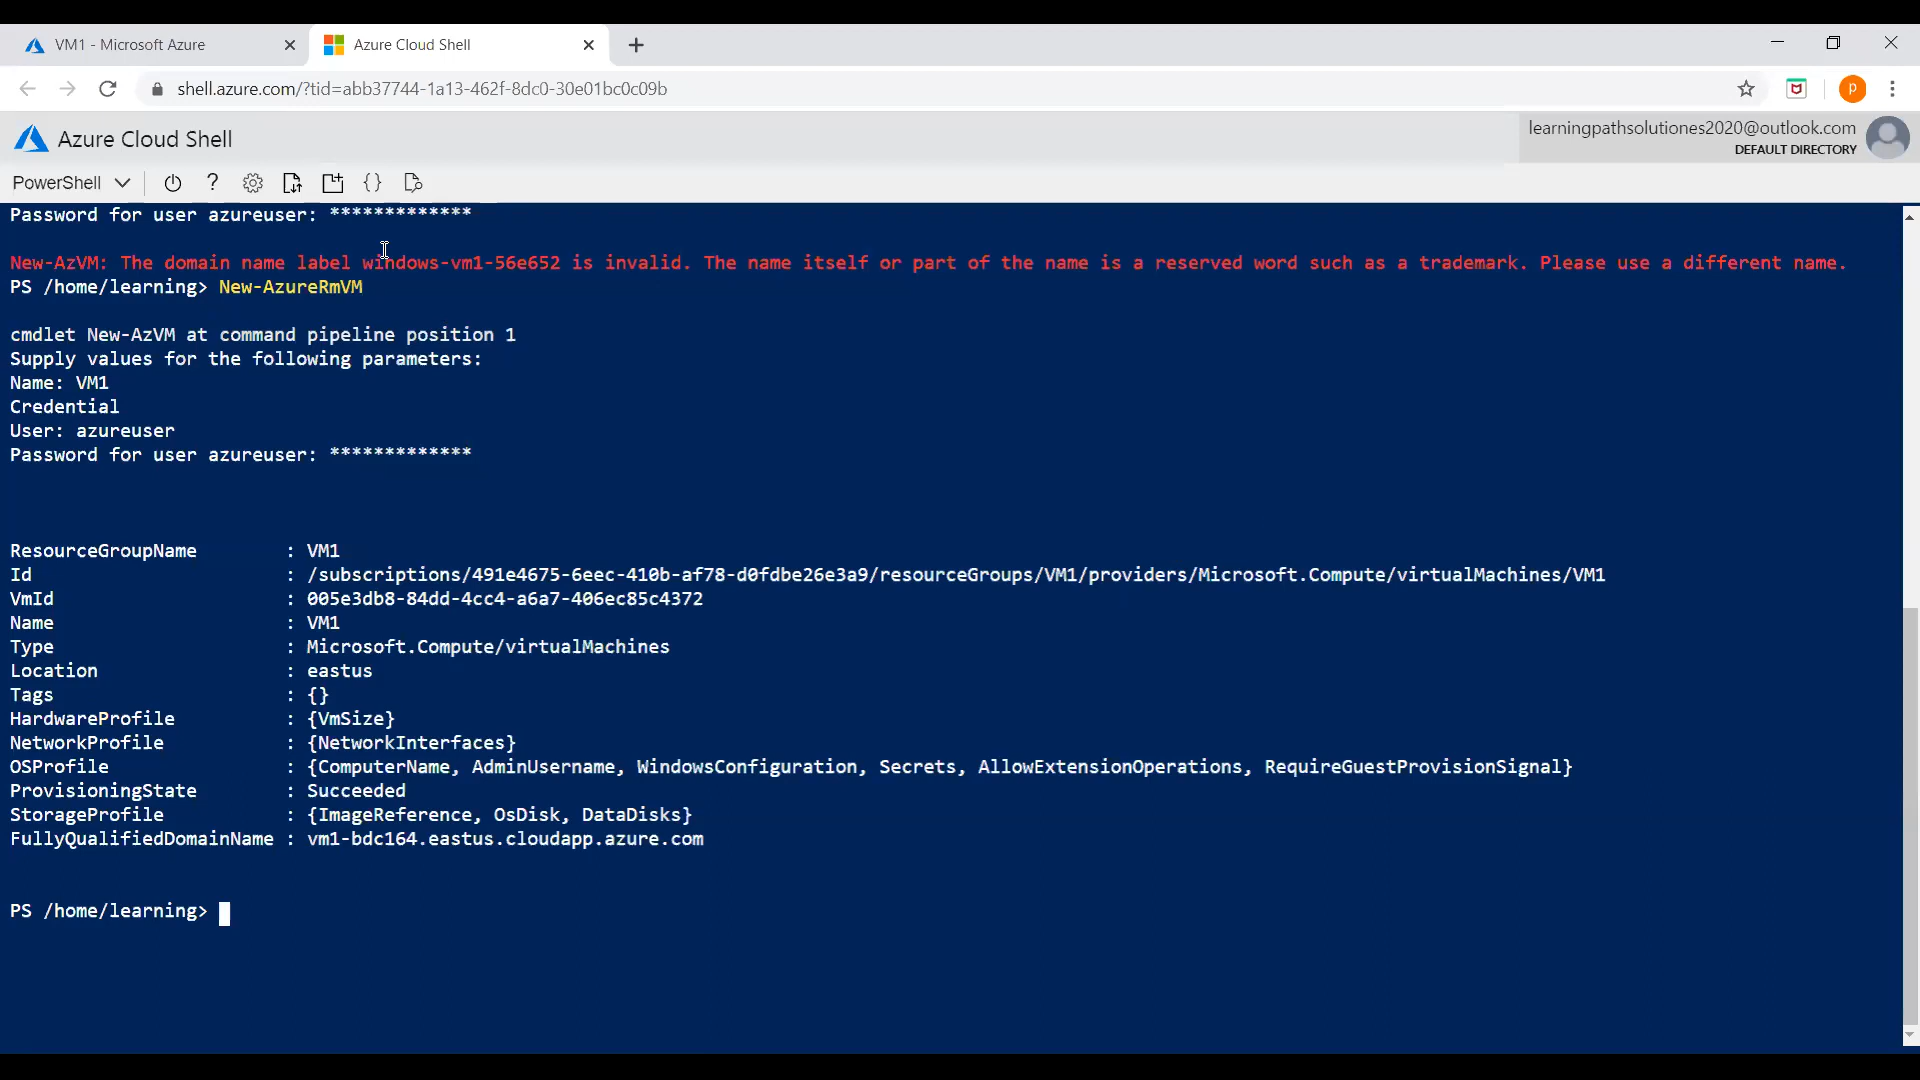 VM1 - Microsoft Azure
Azure Cloud Shell
shell.azure.com/?tid=abb37744-1a13-462f-8dc0-30e01bc0c09b
P
Azure Cloud Shell
learningpathsolutiones2020@outlook.com
DEFAULT DIRECTORY
PowerShell
Password for user azureuser: *************
New-AzVM: The domain name label windows-vm1-56e652 is invalid. The name itself or part of the name is a reserved word such as a trademark. Please use a different name.
PS /home/learning> New-AzureRmVM
cmdlet New-AzVM at command pipeline position 1
Supply values for the following parameters:
Name: VM1
Credential
User: azureuser
Password for user azureuser: *************
ResourceGroupName : VM1
Id : /subscriptions/491e4675-6eec-410b-af78-d0fdbe26e3a9/resourceGroups/VM1/providers/Microsoft.Compute/virtualMachines/VM1
VmId : 005e3db8-84dd-4cc4-a6a7-406ec85c4372
Name : VM1
Type : Microsoft.Compute/virtualMachines
Location : eastus
Tags : {}
HardwareProfile : {VmSize}
NetworkProfile : {NetworkInterfaces}
OSProfile : {ComputerName, AdminUsername, WindowsConfiguration, Secrets, AllowExtensionOperations, RequireGuestProvisionSignal}
ProvisioningState : Succeeded
StorageProfile : {ImageReference, OsDisk, DataDisks}
FullyQualifiedDomainName : vm1-bdc164.eastus.cloudapp.azure.com
PS /home/learning>